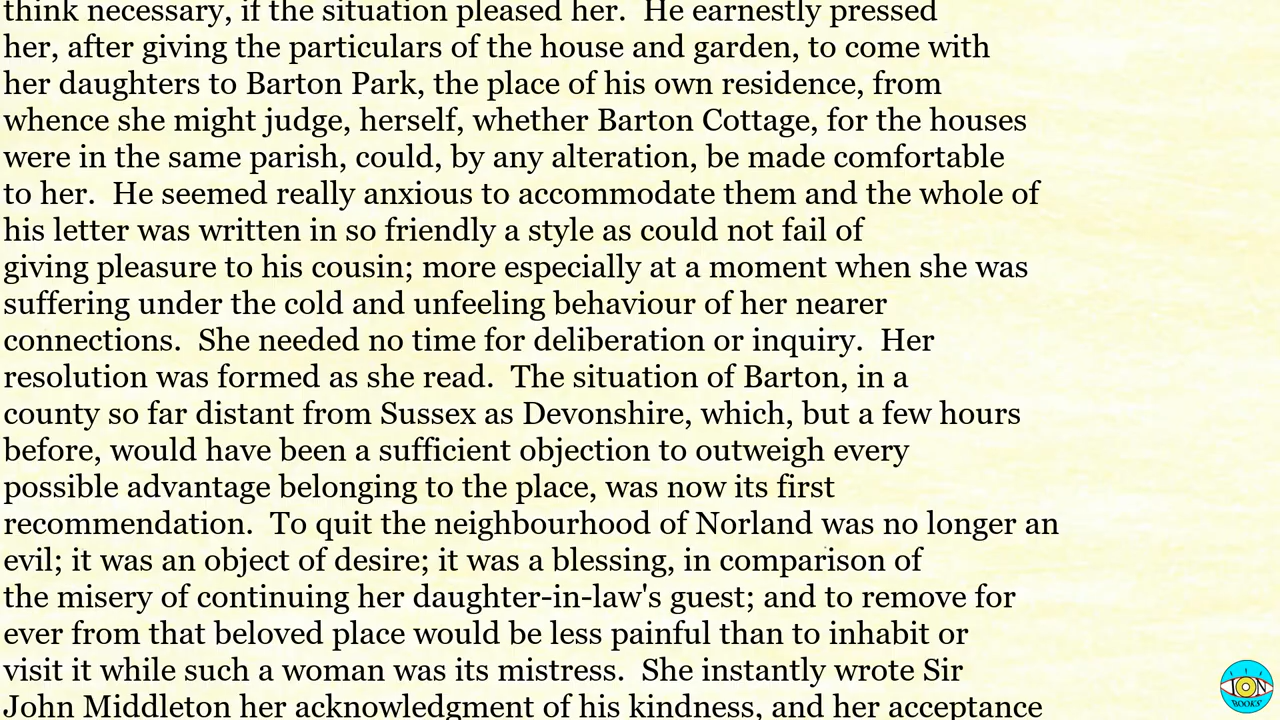 think necessary, if the situation pleased her.  He earnestly pressed
her, after giving the particulars of the house and garden, to come with
her daughters to Barton Park, the place of his own residence, from
whence she might judge, herself, whether Barton Cottage, for the houses
were in the same parish, could, by any alteration, be made comfortable
to her.  He seemed really anxious to accommodate them and the whole of
his letter was written in so friendly a style as could not fail of
giving pleasure to his cousin; more especially at a moment when she was
suffering under the cold and unfeeling behaviour of her nearer
connections.  She needed no time for deliberation or inquiry.  Her
resolution was formed as she read.  The situation of Barton, in a
county so far distant from Sussex as Devonshire, which, but a few hours
before, would have been a sufficient objection to outweigh every
possible advantage belonging to the place, was now its first
recommendation.  To quit the neighbourhood of Norland was no longer an
evil; it was an object of desire; it was a blessing, in comparison of
the misery of continuing her daughter-in-law's guest; and to remove for
ever from that beloved place would be less painful than to inhabit or
visit it while such a woman was its mistress.  She instantly wrote Sir
John Middleton her acknowledgment of his kindness, and her acceptance
ION
BOOKS